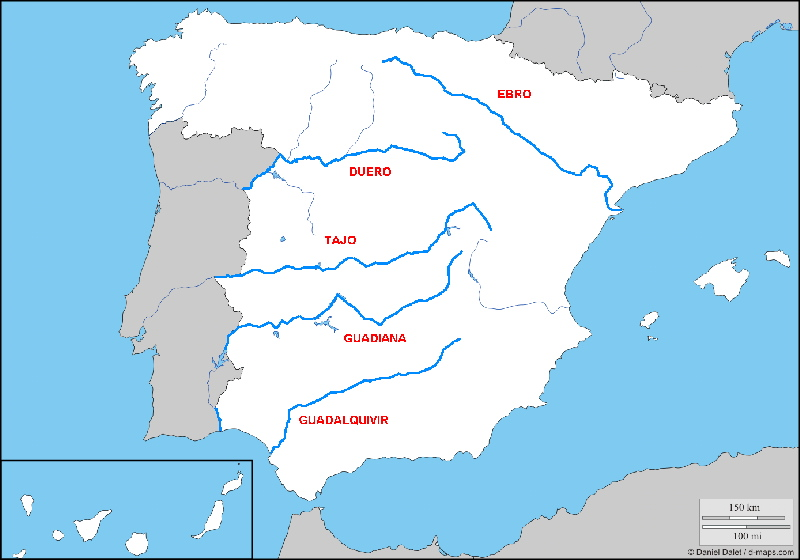 EBRO
DUERO
TAJO
GUADIANA
GUADALQUIVIR
150 km
100 mi
© Daniel Dalet / d-maps.com